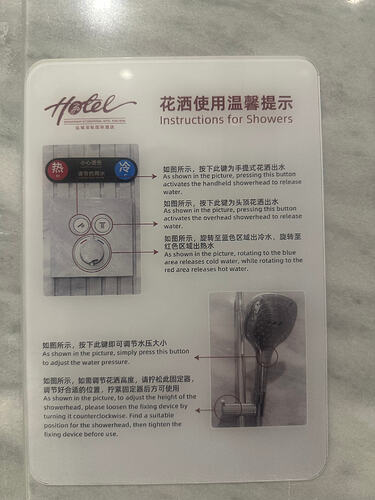 Hotel
花洒使用温馨提示
Instructions for Showers
热
小心烫伤
冷
如图所示，按下此键为手提式花洒出水
As shown in the picture, pressing this button
activates the handheld showerhead to release
water.
如图所示，按下此键为头顶花洒出水
As shown in the picture, pressing this button
activates the overhead showerhead to release
water.
如图所示，旋转至蓝色区域出冷水，旋转至
红色区域出热水
As shown in the picture, rotating to the blue
area releases cold water, while rotating to the
red area releases hot water.
如图所示，按下此键即可调节水压大小
As shown in the picture, simply press this button
to adjust the water pressure.
如图所示，如需调节花洒高度，请拧松此固定器，
调节好合适的位置，拧紧固定器后方可使用
As shown in the picture, to adjust the height of the
showerhead, please loosen the fixing device by
turning it counterclockwise. Find a suitable
position for the showerhead, then tighten the
fixing device before use.